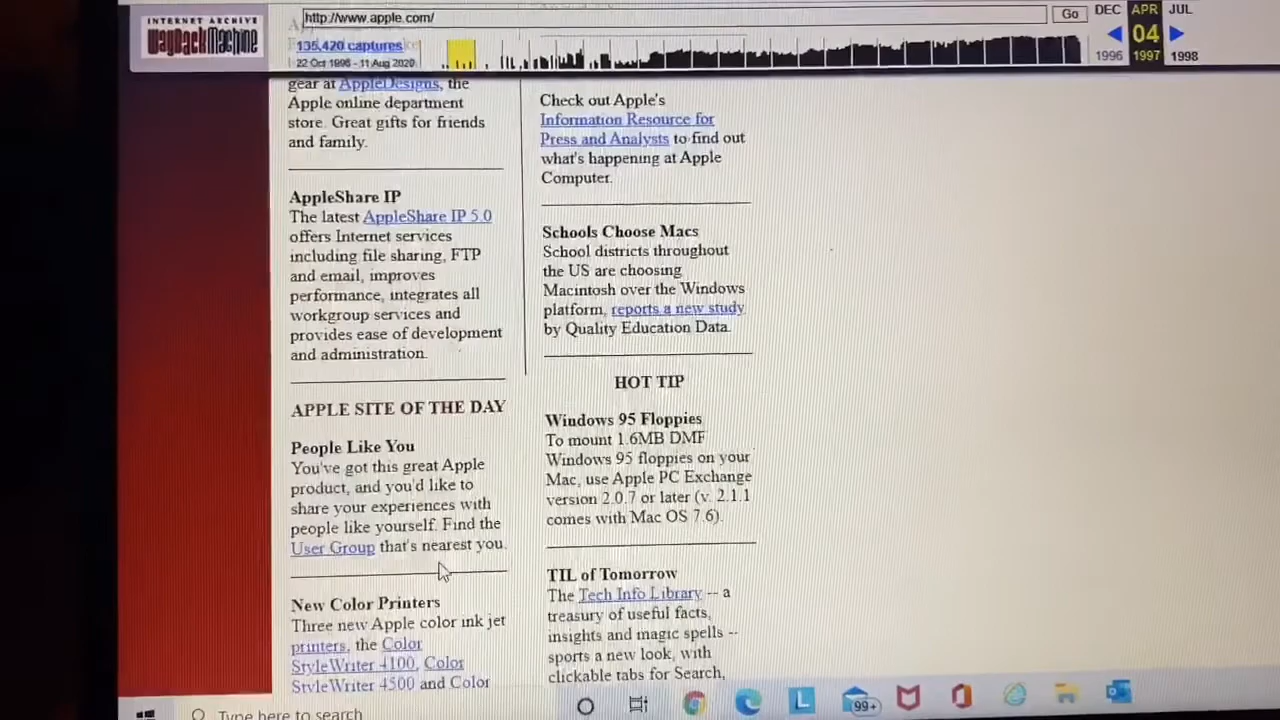 INTERNET ARCHIVE
WayBackMachine
http://www.apple.com/
Go
DEC
APR
JUL
135,420 captures
04
22 Oct 1996 - 11 Aug 2020
1996
1997
1998
gear at AppleDesigns, the
Apple online department
store. Great gifts for friends
and family.
AppleShare IP
The latest AppleShare IP 5.0
offers Internet services
including file sharing, FTP
and email, improves
performance, integrates all
workgroup services and
provides ease of development
and administration.
APPLE SITE OF THE DAY
People Like You
You've got this great Apple
product, and you'd like to
share your experiences with
people like yourself. Find the
User Group that's nearest you.
New Color Printers
Three new Apple color ink jet
printers, the Color
StyleWriter 4100, Color
StyleWriter 4500 and Color
Check out Apple's
Information Resource for
Press and Analysts to find out
what's happening at Apple
Computer.
Schools Choose Macs
School districts throughout
the US are choosing
Macintosh over the Windows
platform, reports a new study
by Quality Education Data.
HOT TIP
Windows 95 Floppies
To mount 1.6MB DMF
Windows 95 floppies on your
Mac, use Apple PC Exchange
version 2.0.7 or later (v. 2.1.1
comes with Mac OS 7.6).
TIL of Tomorrow
The Tech Info Library -- a
treasury of useful facts,
insights and magic spells --
sports a new look, with
clickable tabs for Search,
Type here to search
L
99+